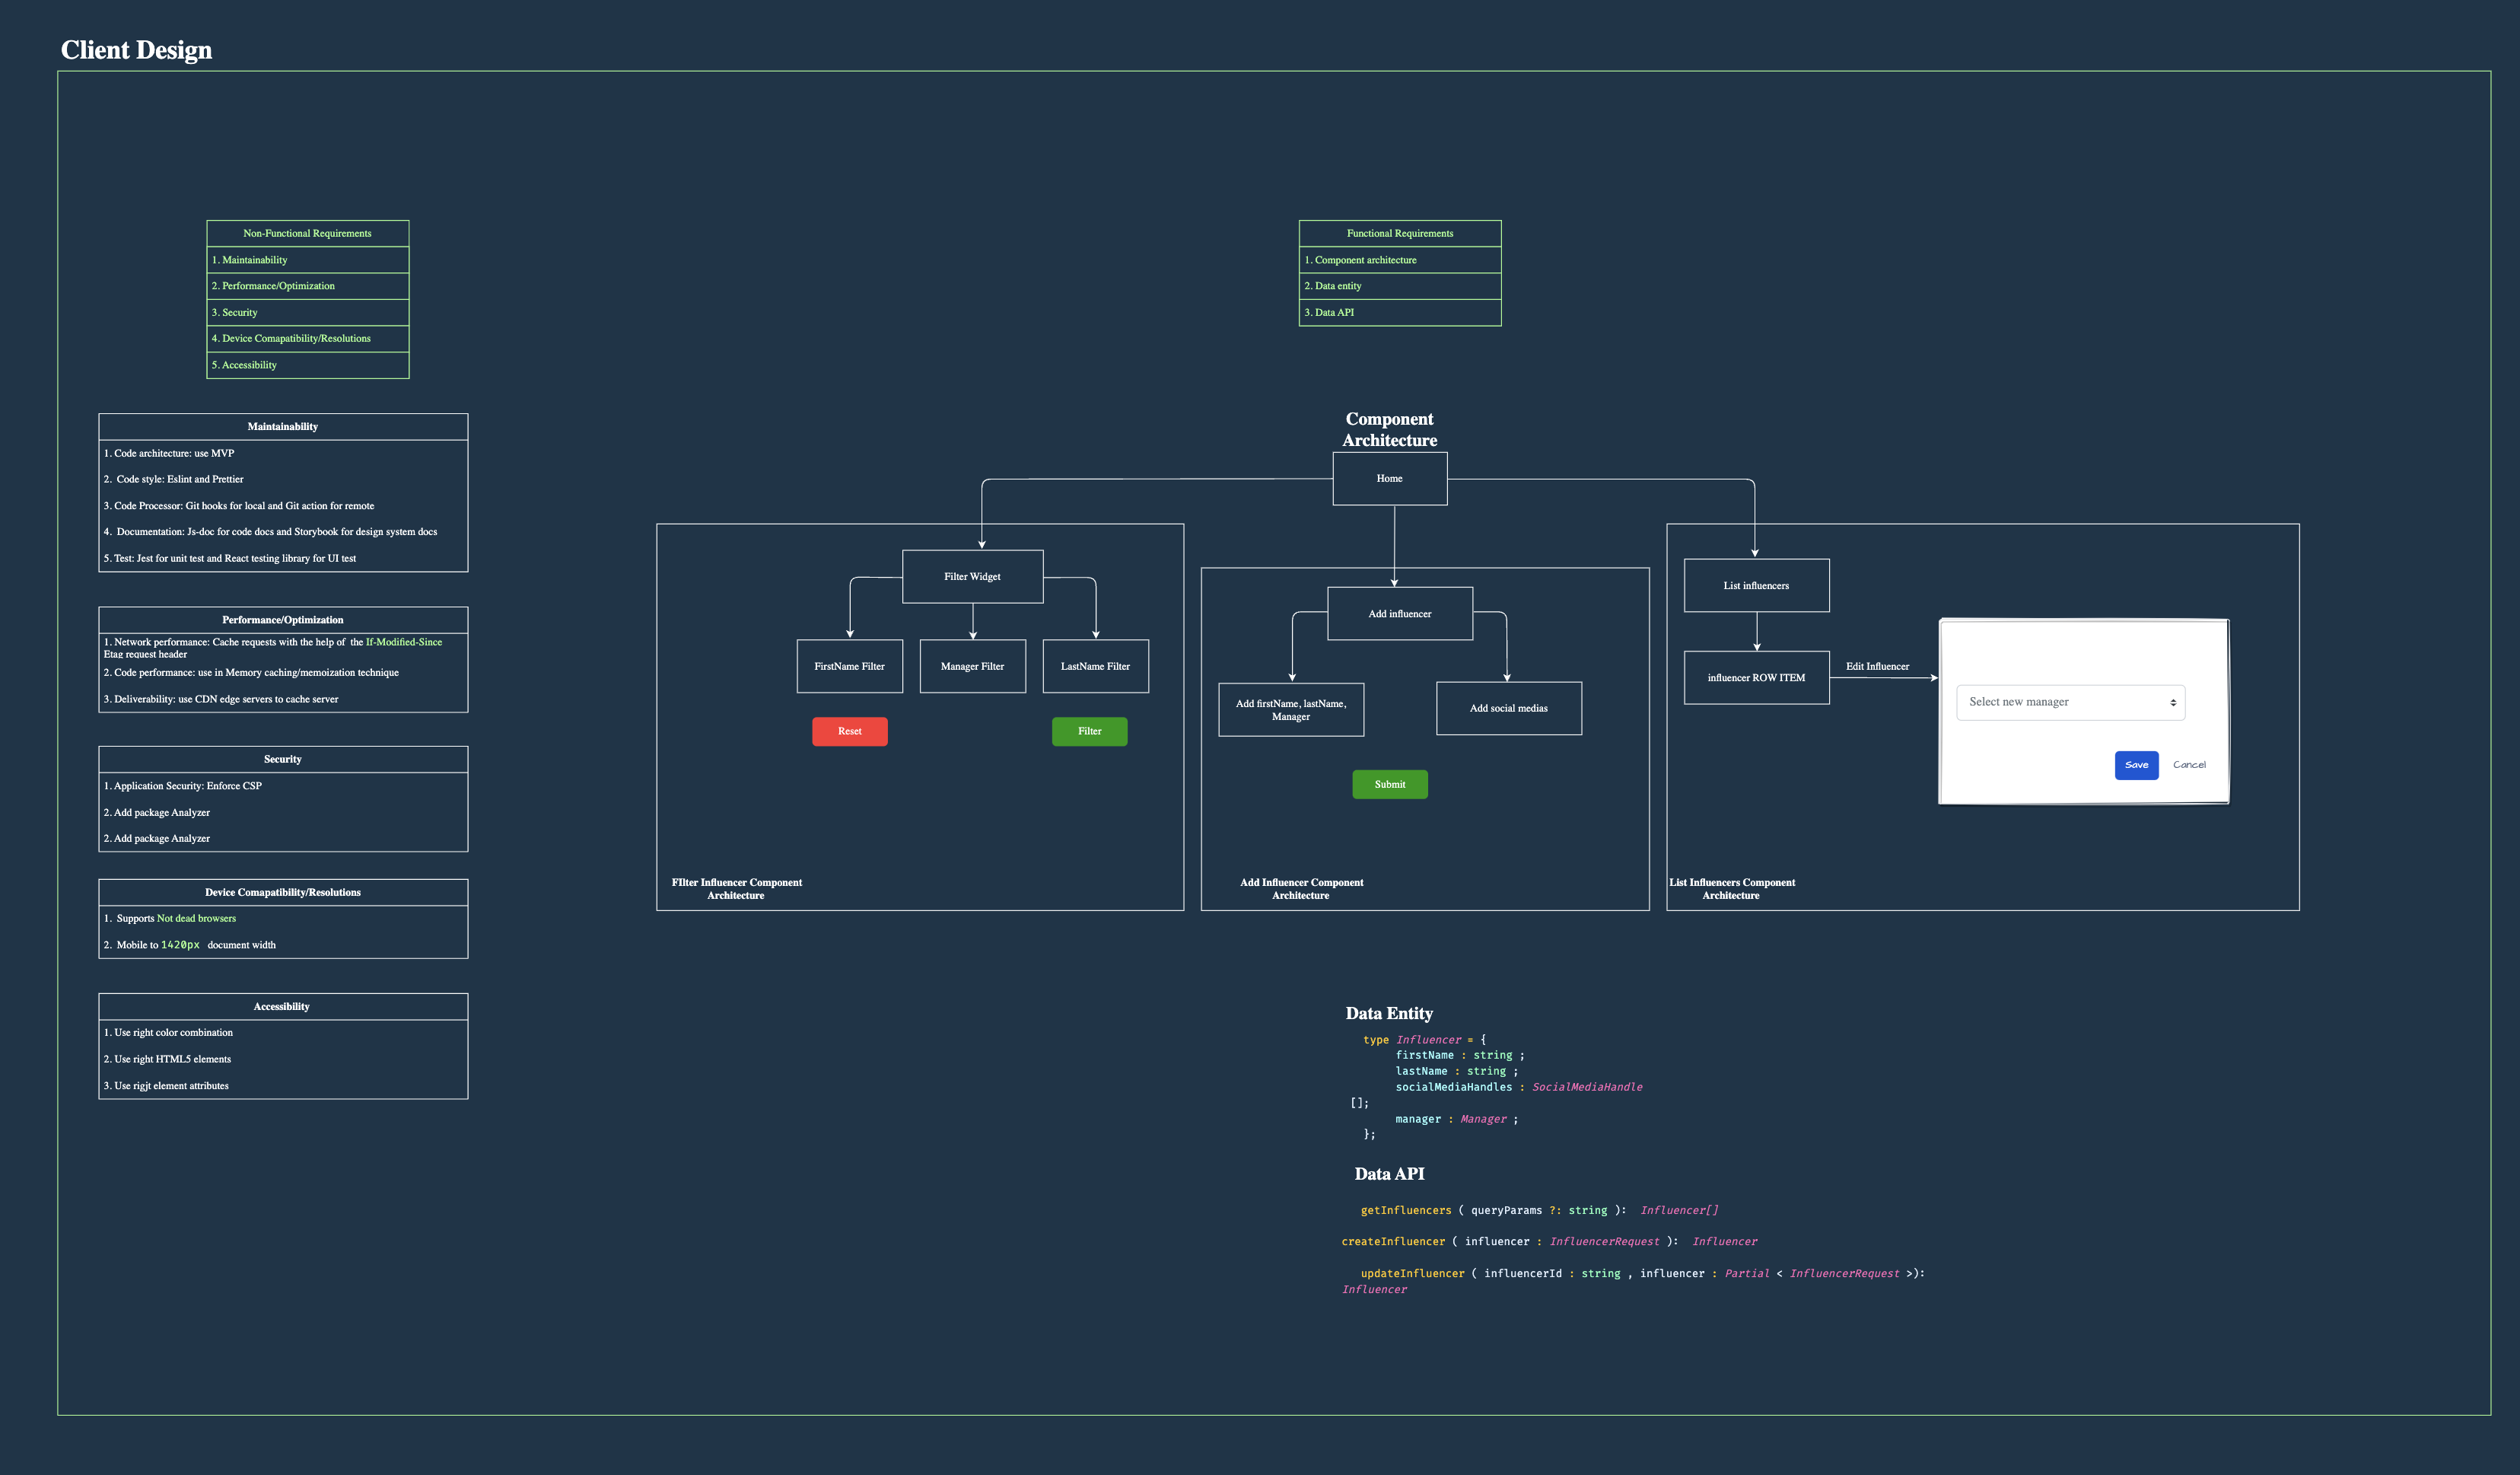 Client Design
Non-Functional Requirements
1. Maintainability
2. Performance/Optimization
3. Security
4. Device Comapatibility/Resolutions
5. Accessibility
Functional Requirements
1. Component architecture
2. Data entity
3. Data API
Maintainability
1. Code architecture: use MVP
2. Code style: Eslint and Prettier
3. Code Processor: Git hooks for local and Git action for remote
4. Documentation: Js-doc for code docs and Storybook for design system docs
5. Test: Jest for unit test and React testing library for UI test
Performance/Optimization
1. Network performance: Cache requests with the help of the If-Modified-Since
Etag request header
2. Code performance: use in Memory caching/memoization technique
3. Deliverability: use CDN edge servers to cache server
Security
1. Application Security: Enforce CSP
2. Add package Analyzer
2. Add package Analyzer
Device Comapatibility/Resolutions
1. Supports Not dead browsers
2. Mobile to 1420px document width
Accessibility
1. Use right color combination
2. Use right HTML5 elements
3. Use rigjt element attributes
Component
Architecture
Home
Filter Widget
FirstName Filter
Manager Filter
LastName Filter
Reset
Filter
FIlter Influencer Component
Architecture
Add influencer
Add firstName, lastName,
Manager
Add social medias
Submit
Add Influencer Component
Architecture
List influencers
influencer ROW ITEM
Edit Influencer
Select new manager
Save
Cancel
List Influencers Component
Architecture
Data Entity
type Influencer = {
firstName : string ;
lastName : string ;
socialMediaHandles : SocialMediaHandle
[];
manager : Manager ;
};
Data API
getInfluencers ( queryParams ?: string ): Influencer[]
createInfluencer ( influencer : InfluencerRequest ): Influencer
updateInfluencer ( influencerId : string , influencer : Partial < InfluencerRequest >):
Influencer